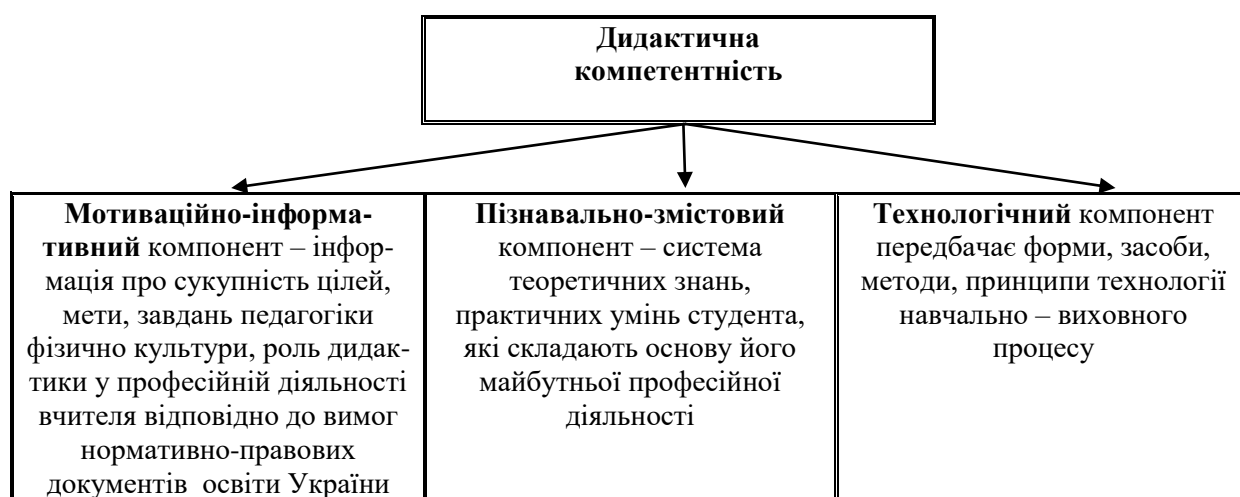 Дидактична
компетентність
Мотиваційно-інформа-
тивний компонент – інфор-
мація про сукупність цілей,
мети, завдань педагогіки
фізично культури, роль дидак-
тики у професійній діяльності
вчителя відповідно до вимог
нормативно-правових
документів освіти України
Пізнавально-змістовий
компонент – система
теоретичних знань,
практичних умінь студента,
які складають основу його
майбутньої професійної
діяльності
Технологічний компонент
передбачає форми, засоби,
методи, принципи технології
навчально – виховного
процесу